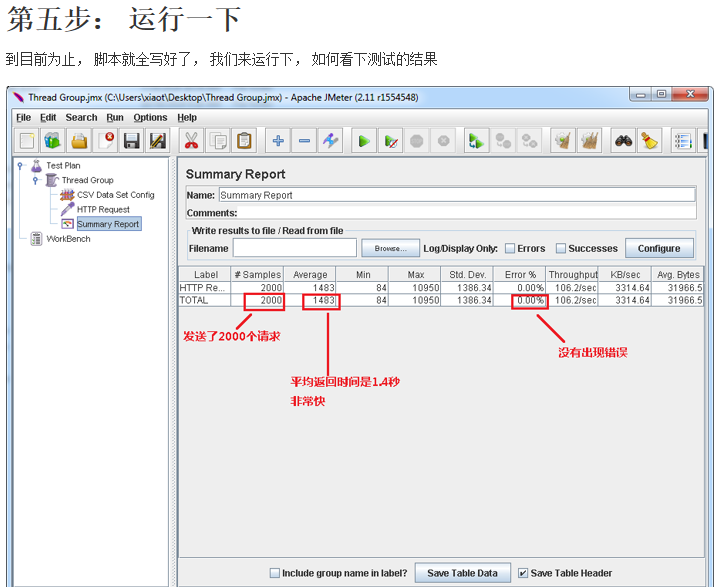 第五步： 运行一下
到目前为止， 脚本就全写好了， 我们来运行下， 如何看下测试的结果
Thread Group.jmx (C:\Users\xiaot\Desktop\Thread Group.jmx) - Apache JMeter (2.11 r1554548)
File Edit Search Run Options Help
Test Plan
Thread Group
CSV Data Set Config
HTTP Request
Summary Report
WorkBench
Summary Report
Name: Summary Report
Comments:
Write results to file / Read from file
Filename Browse... Log/Display Only: Errors Successes Configure
Label # Samples Average Min Max Std. Dev. Error % Throughput KB/sec Avg. Bytes
HTTP Re... 2000 1483 84 10950 1386.34 0.00% 106.2/sec 3314.64 31966.5
TOTAL 2000 1483 84 10950 1386.34 0.00% 106.2/sec 3314.64 31966.5
发送了2000个请求
没有出现错误
平均返回时间是1.4秒
非常快
Include group name in label? Save Table Data Save Table Header